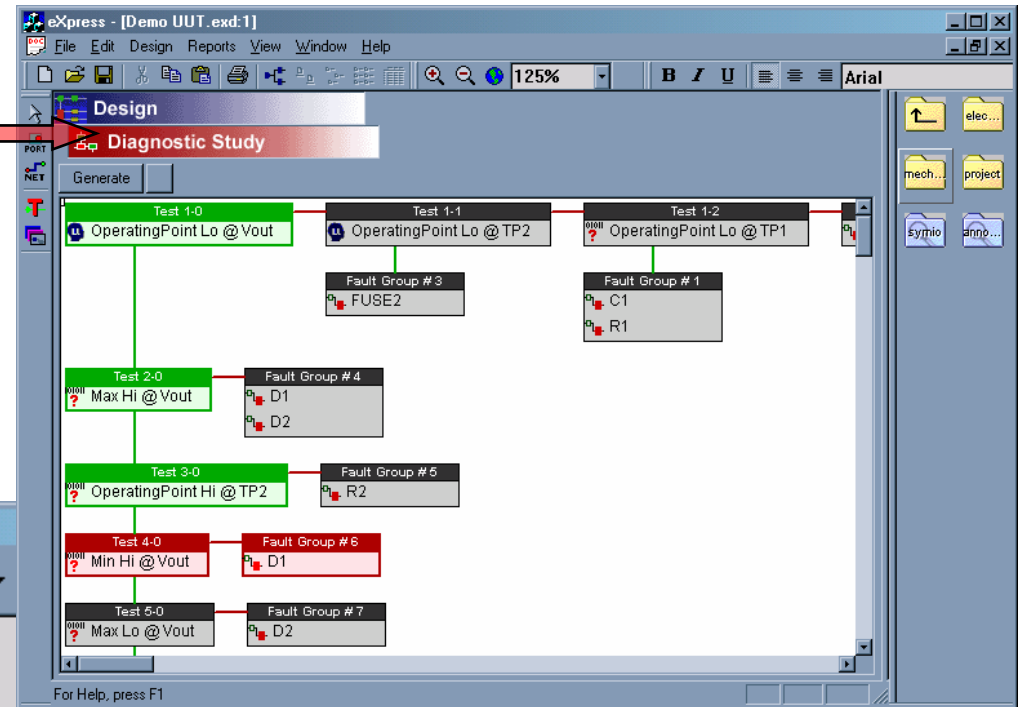 eXpress - [Demo UUT.exd:1]
DOC
File Edit Design Reports View Window Help
125%
B I U
Arial
Design
Diagnostic Study
PORT
NET
Generate
T
elec...
mech...
project
symio
anno...
Test 1-0
u OperatingPoint Lo @ Vout
Test 1-1
u OperatingPoint Lo @ TP2
Test 1-2
? OperatingPoint Lo @ TP1
Fault Group # 3
FUSE2
Fault Group # 1
C1
R1
Test 2-0
? Max Hi @ Vout
Fault Group # 4
D1
D2
Test 3-0
? OperatingPoint Hi @ TP2
Fault Group # 5
R2
Test 4-0
? Min Hi @ Vout
Fault Group # 6
D1
Test 5-0
? Max Lo @ Vout
Fault Group # 7
D2
For Help, press F1